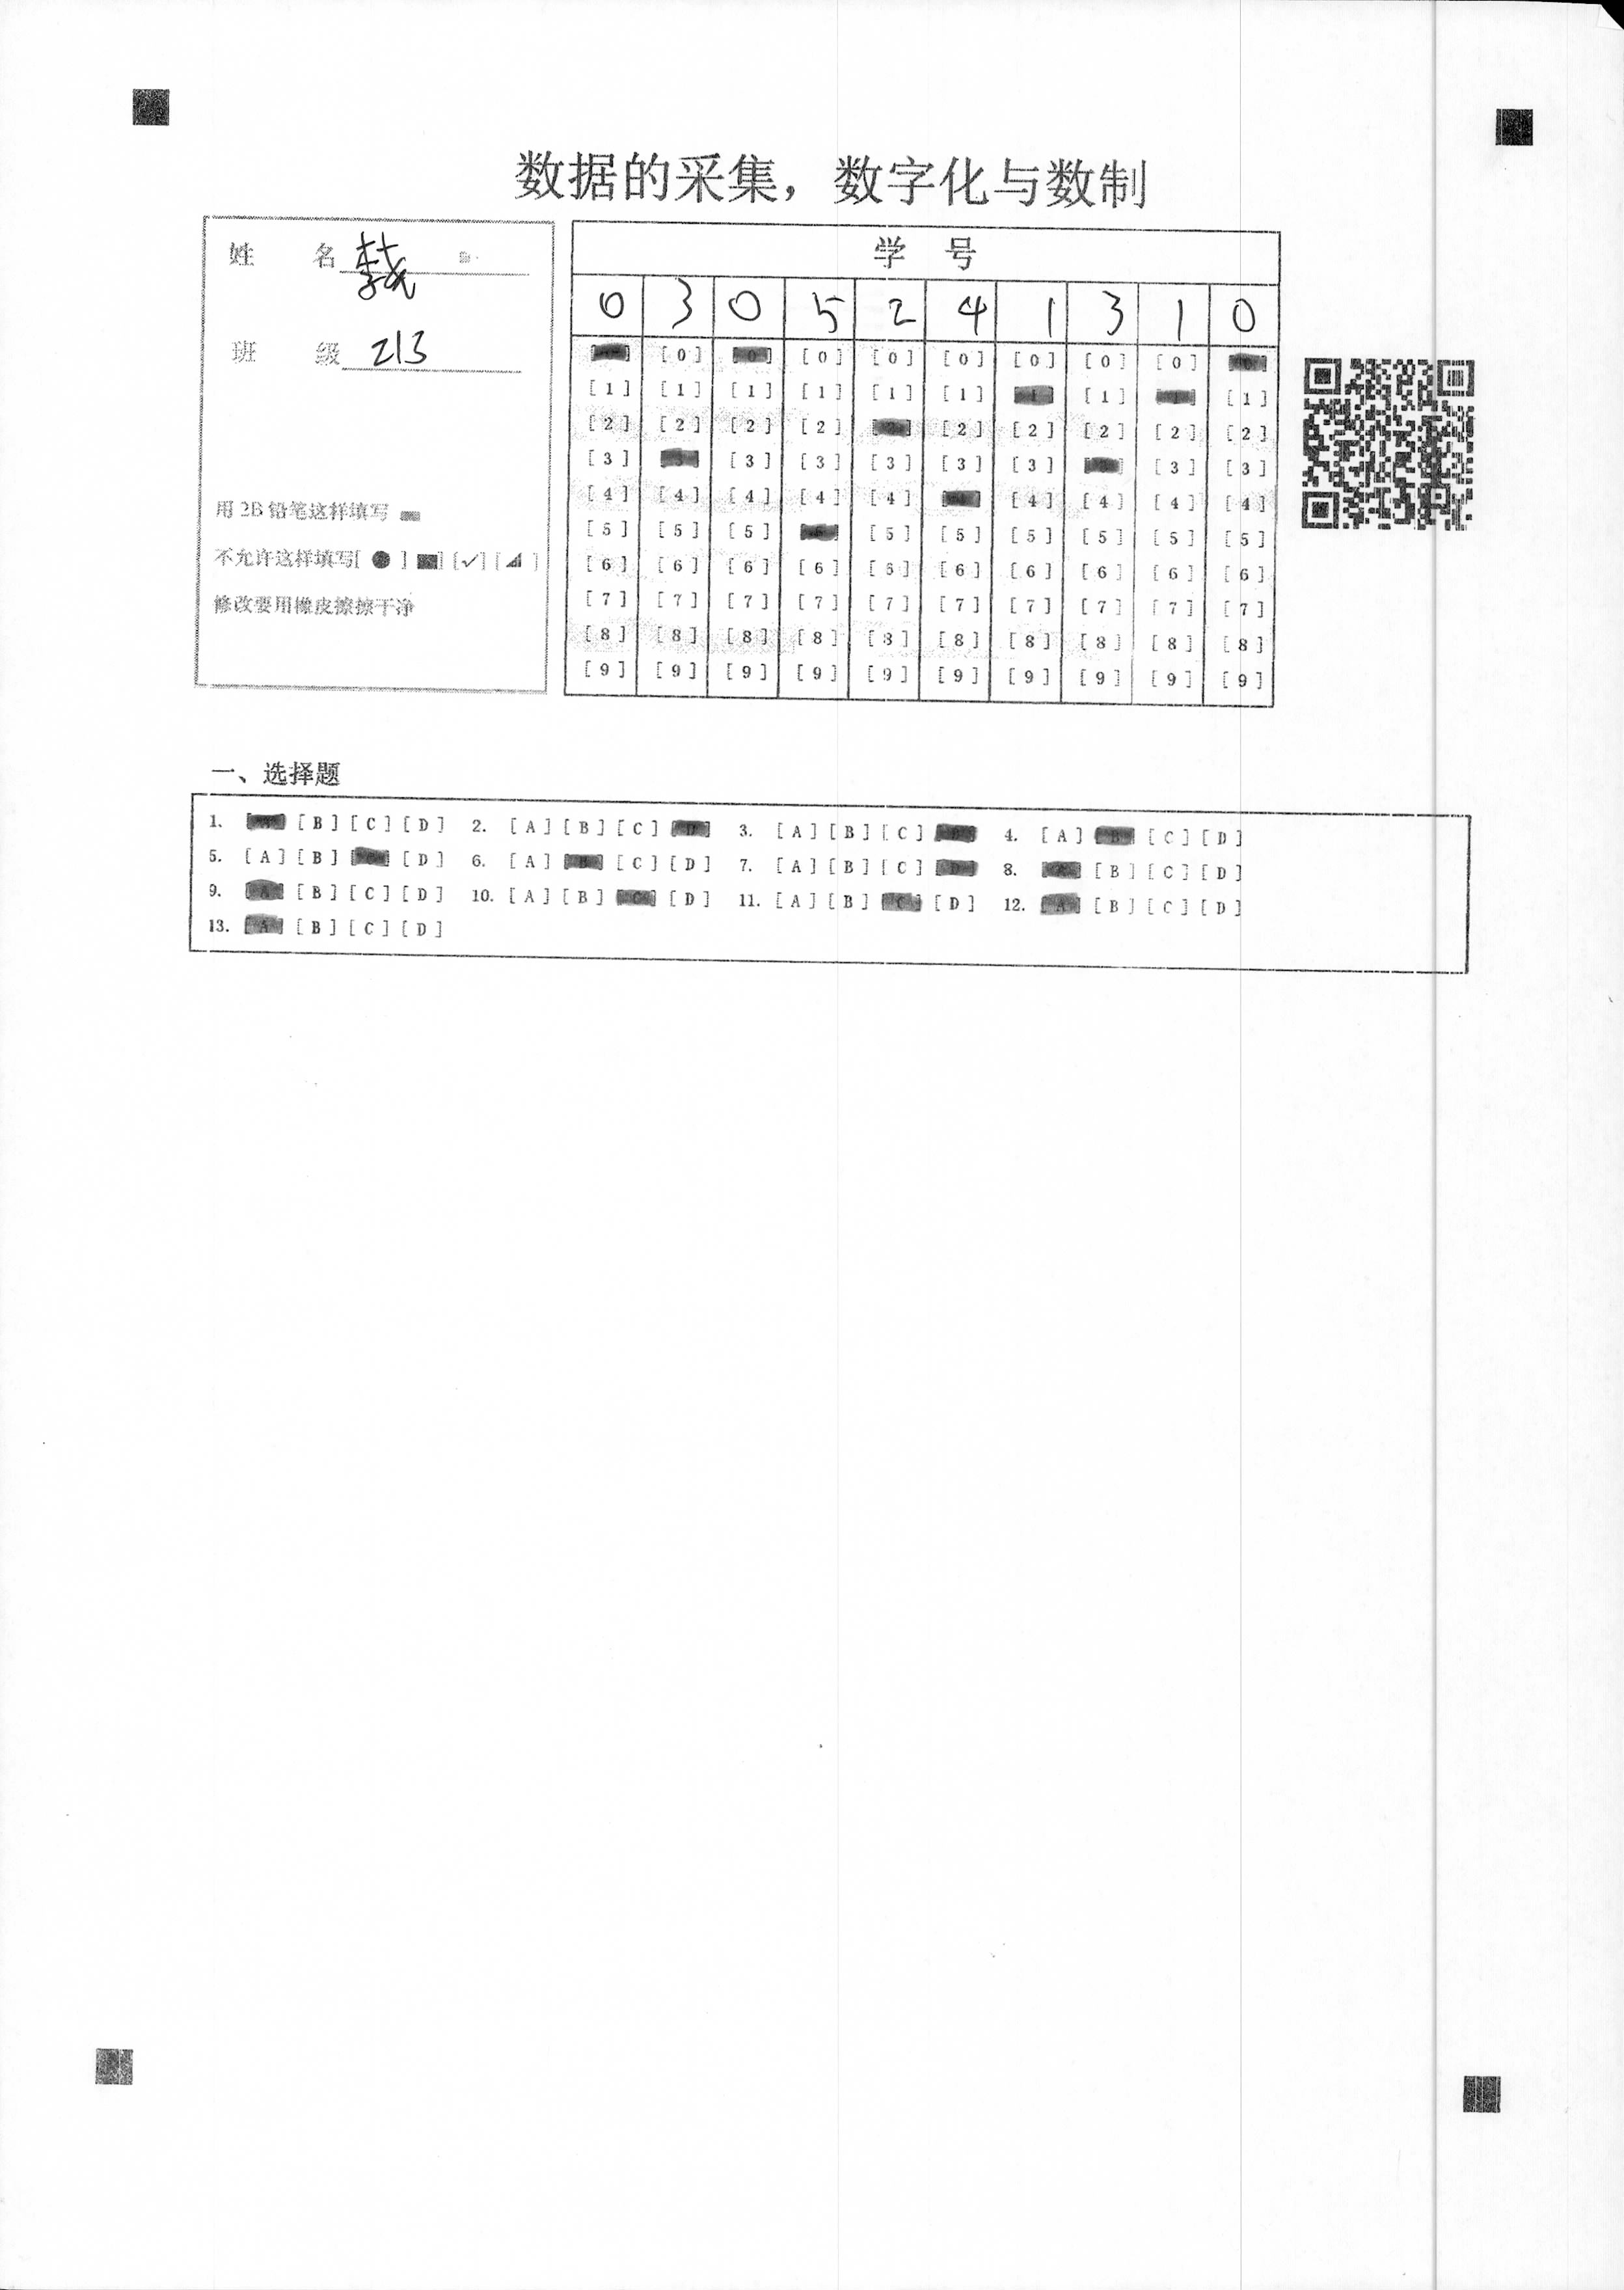 数据的采集，数字化与数制
姓 名
班 级 213
用 2B 铅笔这样填写
不允许这样填写[ ● ] ■] [✓] [◢ ]
修改要用橡皮擦擦干净
学 号
0 3 0 5 2 4 1 3 1 0
[0] [0] [0] [0] [0] [0] [0]
[1] [1] [1] [1] [1] [1] [1] [1]
[2] [2] [2] [2] [2] [2] [2] [2] [2]
[3] [3] [3] [3] [3] [3] [3] [3]
[4] [4] [4] [4] [4] [4] [4] [4] [4]
[5] [5] [5] [5] [5] [5] [5] [5] [5]
[6] [6] [6] [6] [6] [6] [6] [6] [6] [6]
[7] [7] [7] [7] [7] [7] [7] [7] [7] [7]
[8] [8] [8] [8] [8] [8] [8] [8] [8] [8]
[9] [9] [9] [9] [9] [9] [9] [9] [9] [9]
一、选择题
1. [B] [C] [D] 2. [A] [B] [C] 3. [A] [B] [C] 4. [A] [B] [C] [D]
5. [A] [B] [D] 6. [A] [B] [C] [D] 7. [A] [B] [C] [D] 8. [B] [C] [D]
9. [A] [B] [C] [D] 10. [A] [B] [C] [D] 11. [A] [B] [C] [D] 12. [A] [B] [C] [D]
13. [A] [B] [C] [D]